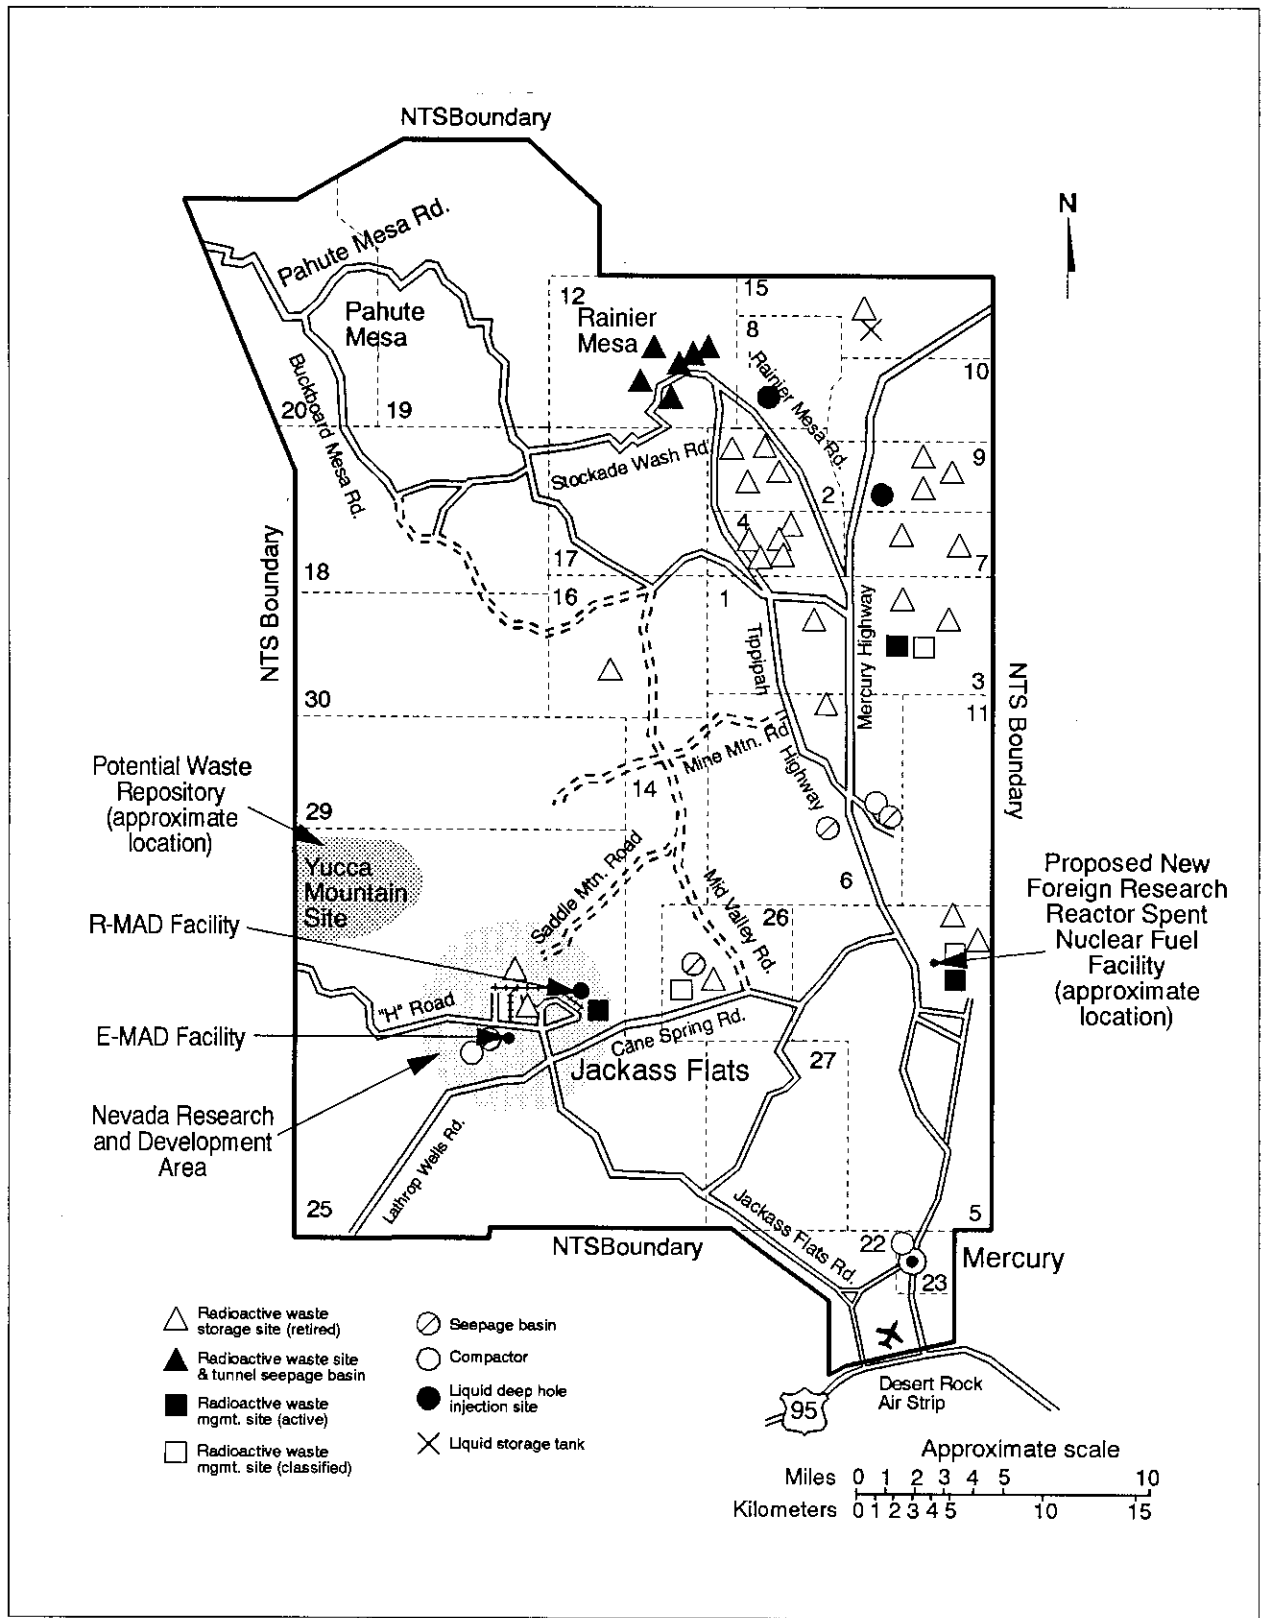 NTSBoundary
N
Pahute Mesa Rd.
Pahute
Mesa
12
Rainier
Mesa
15
8
10
Buckboard Mesa Rd.
Rainier Mesa Rd.
20
19
Stockade Wash Rd.
9
2
4
NTS Boundary
18
17
16
7
1
Tippipah
Highway
Mercury Highway
3
11
NTS Boundary
30
Mine Mtn. Rd
14
Potential Waste
Repository
(approximate
location)
29
Yucca
Mountain
Site
Saddle Mtn. Road
Mid Valley Rd.
6
26
Proposed New
Foreign Research
Reactor Spent
Nuclear Fuel
Facility
(approximate
location)
R-MAD Facility
"H" Road
E-MAD Facility
Cane Spring Rd.
Jackass Flats
27
Nevada Research
and Development
Area
Lathrop Wells Rd.
25
Jackass Flats Rd.
5
NTSBoundary
22
Mercury
23
Desert Rock
Air Strip
95
Radioactive waste
storage site (retired)
Radioactive waste site
& tunnel seepage basin
Radioactive waste
mgmt. site (active)
Radioactive waste
mgmt. site (classified)
Seepage basin
Compactor
Liquid deep hole
injection site
Liquid storage tank
Approximate scale
Miles 0 1 2 3 4 5 10
Kilometers 0 1 2 3 4 5 10 15